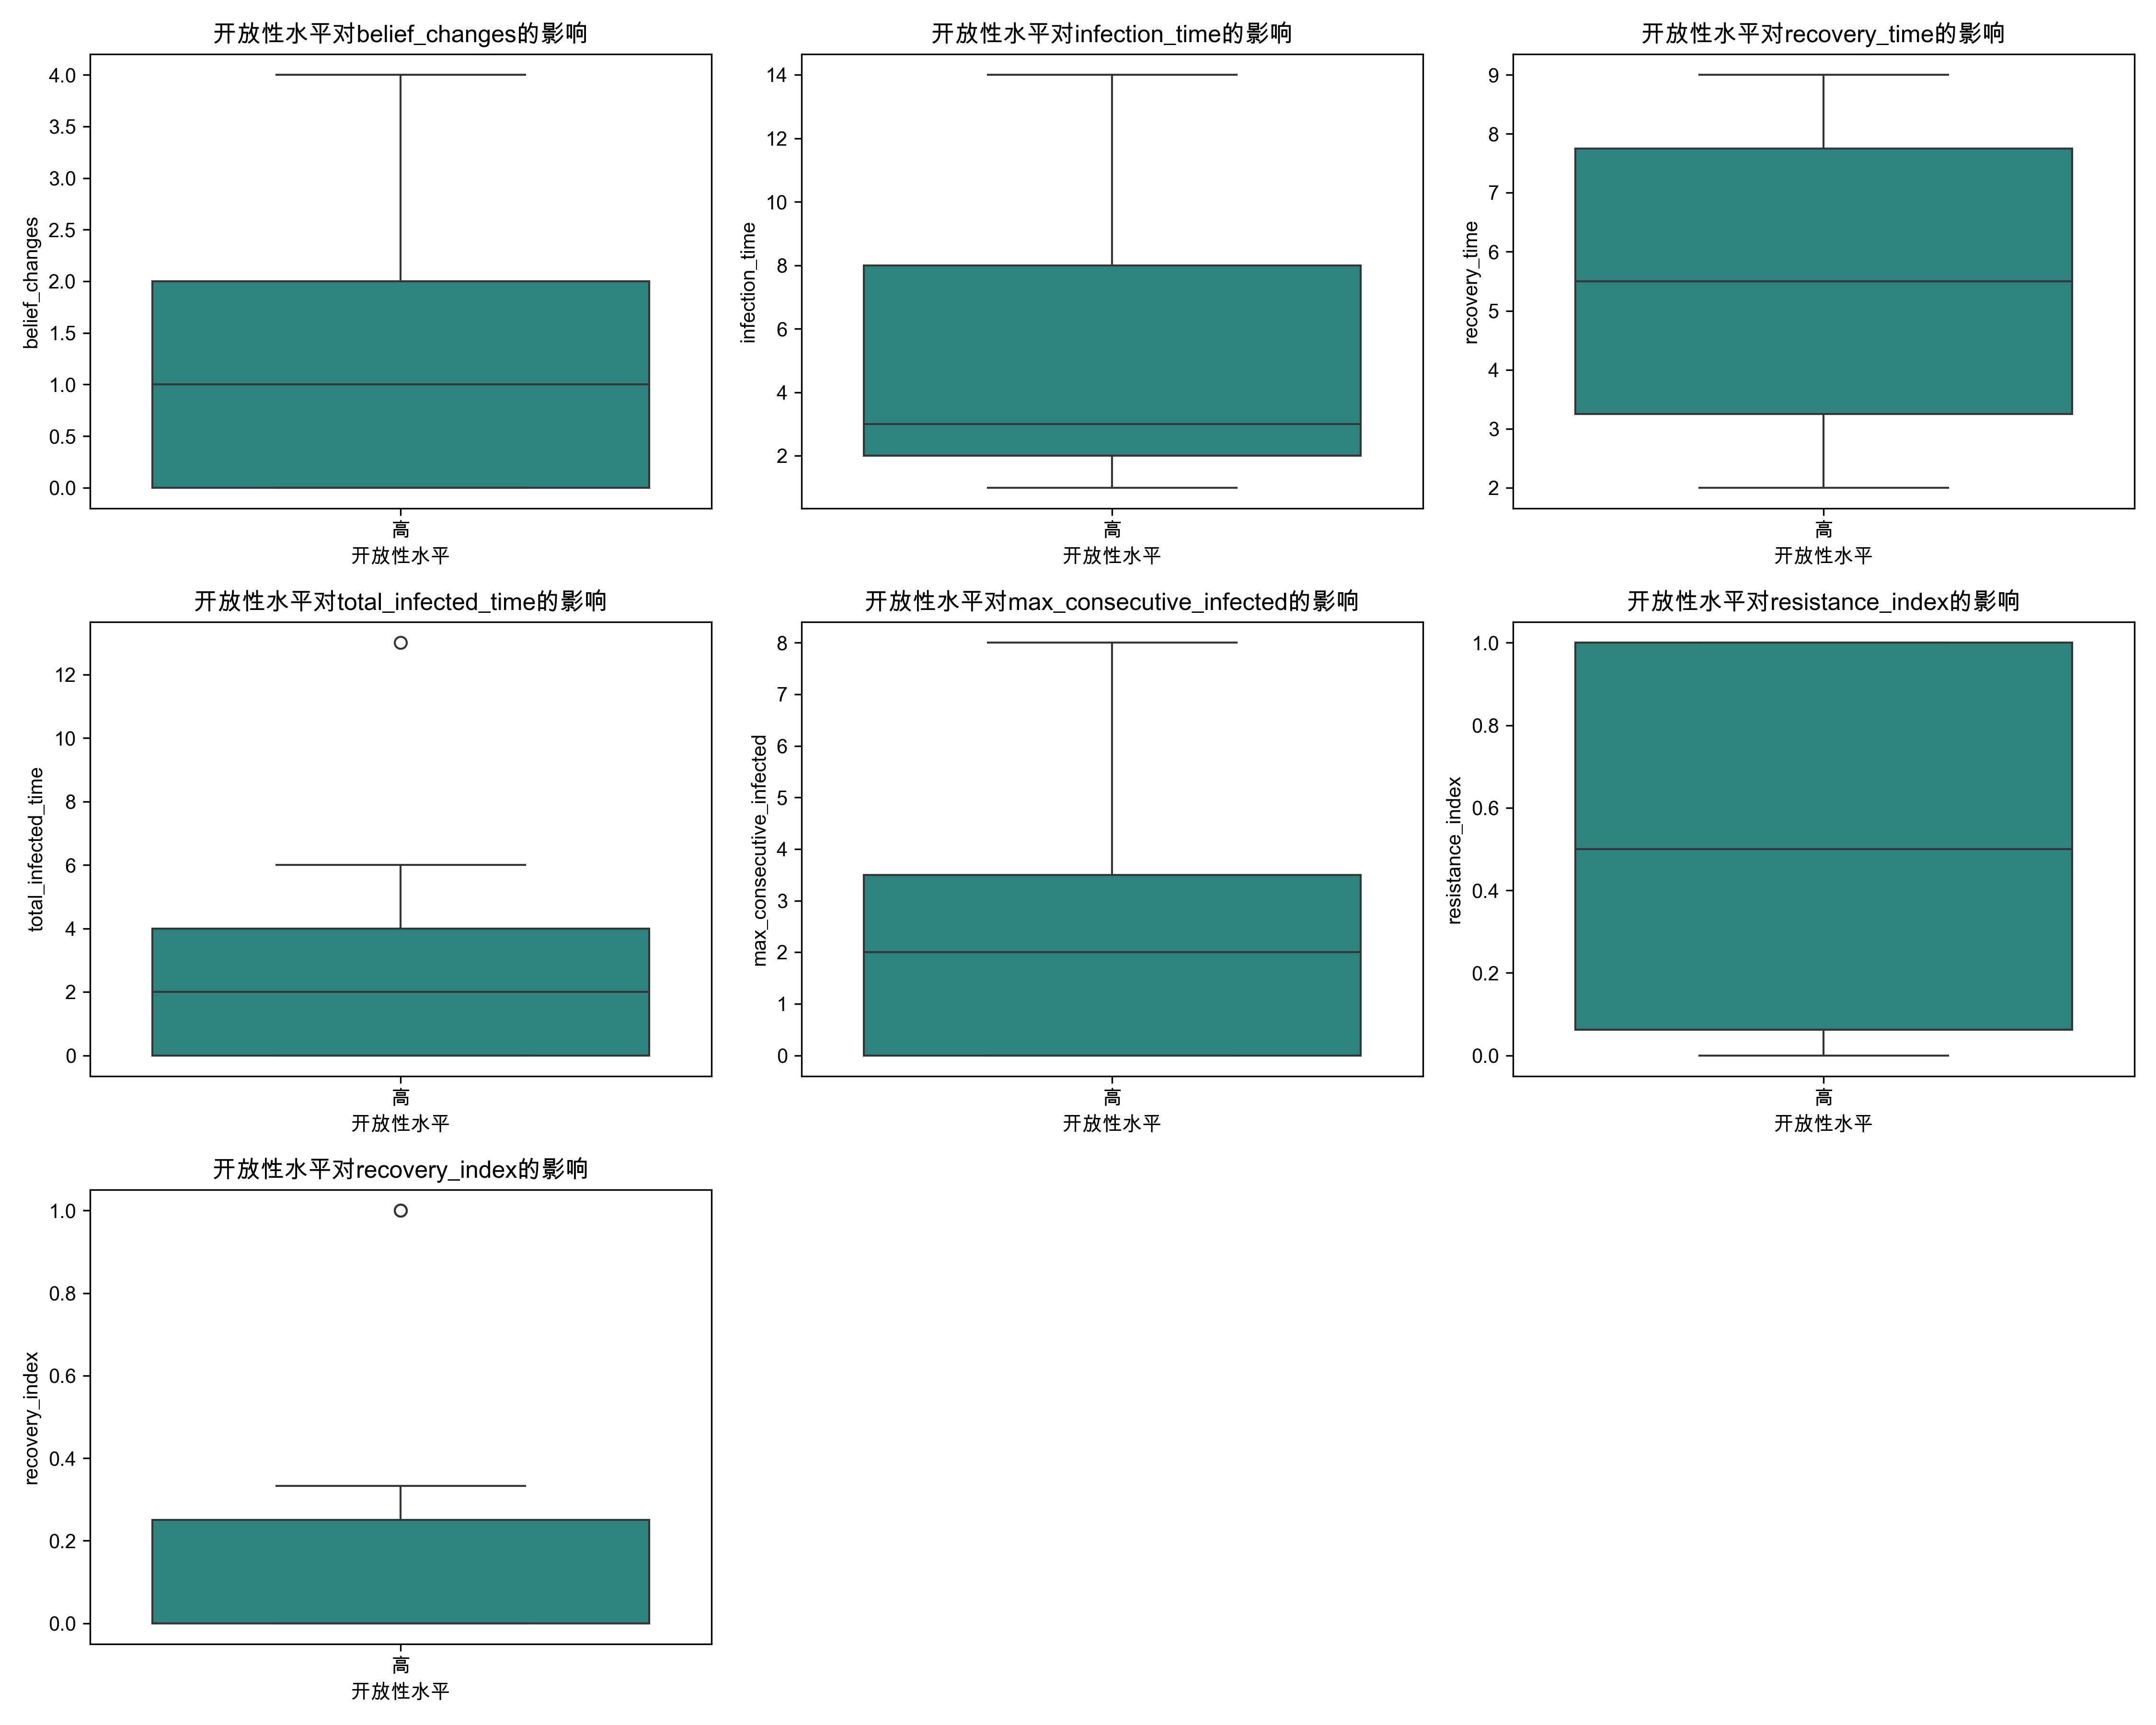 开放性水平对belief_changes的影响
belief_changes
4.0
3.5
3.0
2.5
2.0
1.5
1.0
0.5
0.0
高
开放性水平
开放性水平对infection_time的影响
infection_time
14
12
10
8
6
4
2
高
开放性水平
开放性水平对recovery_time的影响
recovery_time
9
8
7
6
5
4
3
2
高
开放性水平
开放性水平对total_infected_time的影响
total_infected_time
12
10
8
6
4
2
0
高
开放性水平
开放性水平对max_consecutive_infected的影响
max_consecutive_infected
8
7
6
5
4
3
2
1
0
高
开放性水平
开放性水平对resistance_index的影响
resistance_index
1.0
0.8
0.6
0.4
0.2
0.0
高
开放性水平
开放性水平对recovery_index的影响
recovery_index
1.0
0.8
0.6
0.4
0.2
0.0
高
开放性水平